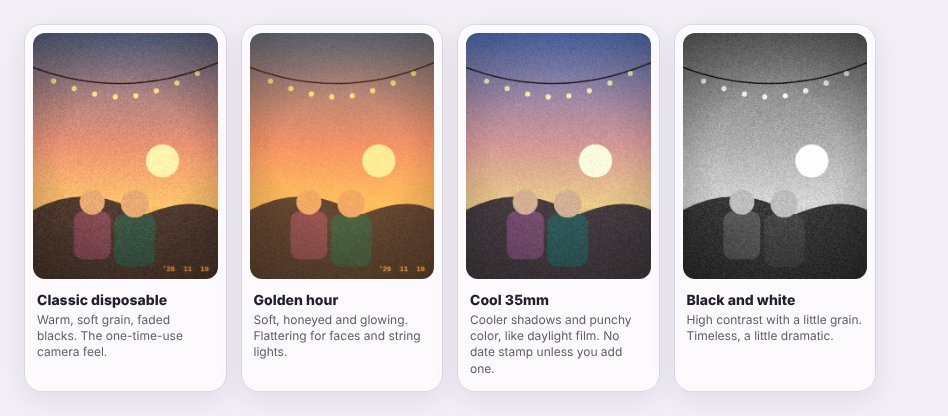 '26 11 19
'26 11 19
Classic disposable
Warm, soft grain, faded
blacks. The one-time-use
camera feel.
Golden hour
Soft, honeyed and glowing.
Flattering for faces and string
lights.
Cool 35mm
Cooler shadows and punchy
color, like daylight film. No
date stamp unless you add
one.
Black and white
High contrast with a little grain.
Timeless, a little dramatic.